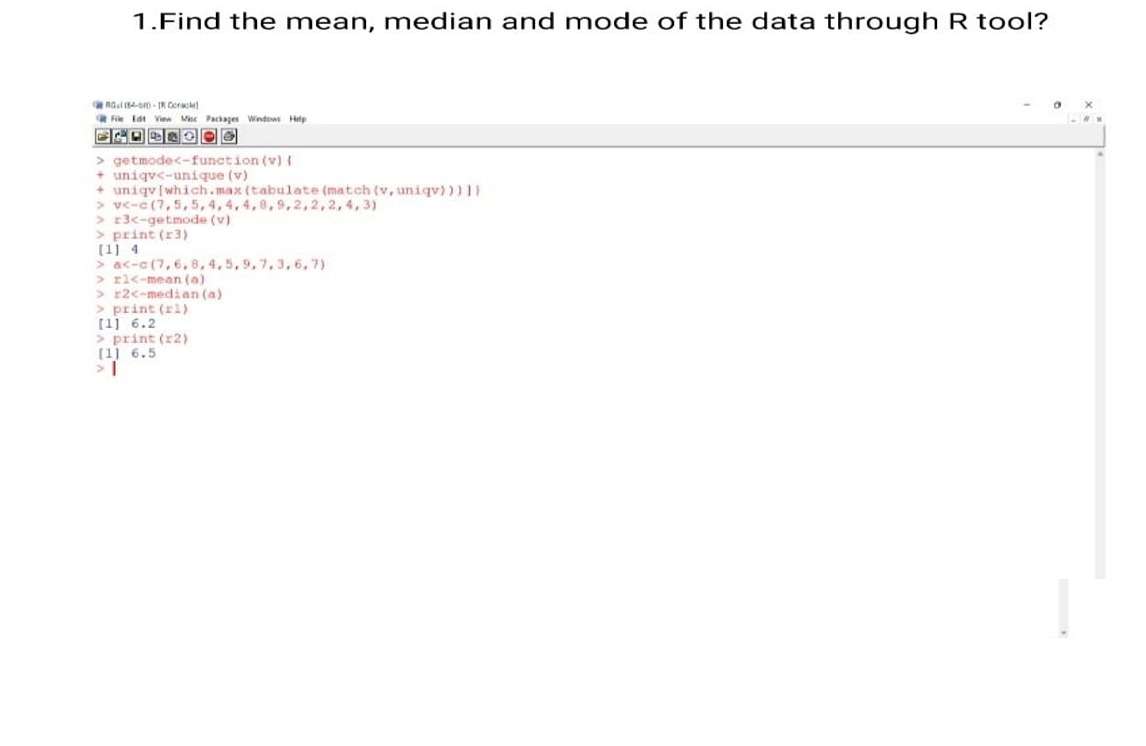 1.Find the mean, median and mode of the data through R tool?
RGui (64-bit) - [R Console]
File Edit View Misc Packages Windows Help
> getmode<-function(v) {
+ uniqv<-unique(v)
+ uniqv[which.max(tabulate(match(v,uniqv)))]}
> v<-c(7,5,5,4,4,4,8,9,2,2,2,4,3)
> r3<-getmode(v)
> print(r3)
[1] 4
> a<-c(7,6,8,4,5,9,7,3,6,7)
> r1<-mean(a)
> r2<-median(a)
> print(r1)
[1] 6.2
> print(r2)
[1] 6.5
>